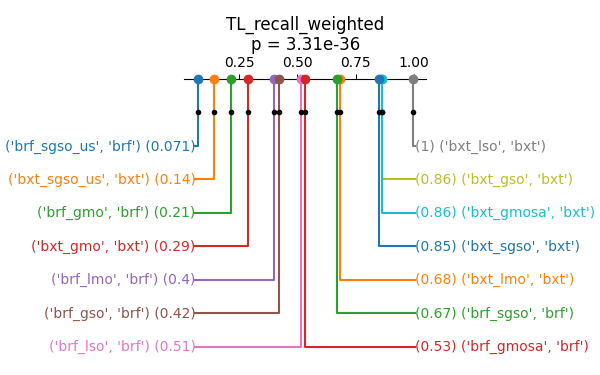 TL_recall_weighted
p = 3.31e-36
0.25 0.50 0.75 1.00
('brf_sgso_us', 'brf') (0.071) (1) ('bxt_lso', 'bxt')
('bxt_sgso_us', 'bxt') (0.14) (0.86) ('bxt_gso', 'bxt')
('brf_gmo', 'brf') (0.21) (0.86) ('bxt_gmosa', 'bxt')
('bxt_gmo', 'bxt') (0.29) (0.85) ('bxt_sgso', 'bxt')
('brf_lmo', 'brf') (0.4) (0.68) ('bxt_lmo', 'bxt')
('brf_gso', 'brf') (0.42) (0.67) ('brf_sgso', 'brf')
('brf_lso', 'brf') (0.51) (0.53) ('brf_gmosa', 'brf')